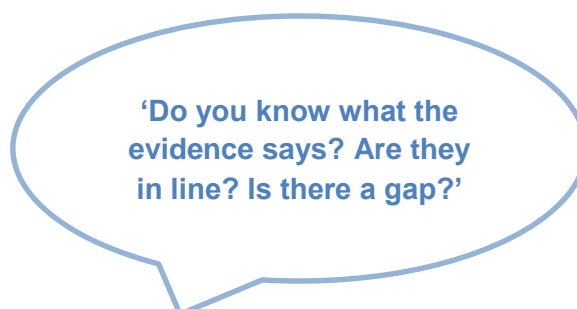 ‘Do you know what the
evidence says? Are they
in line? Is there a gap?’